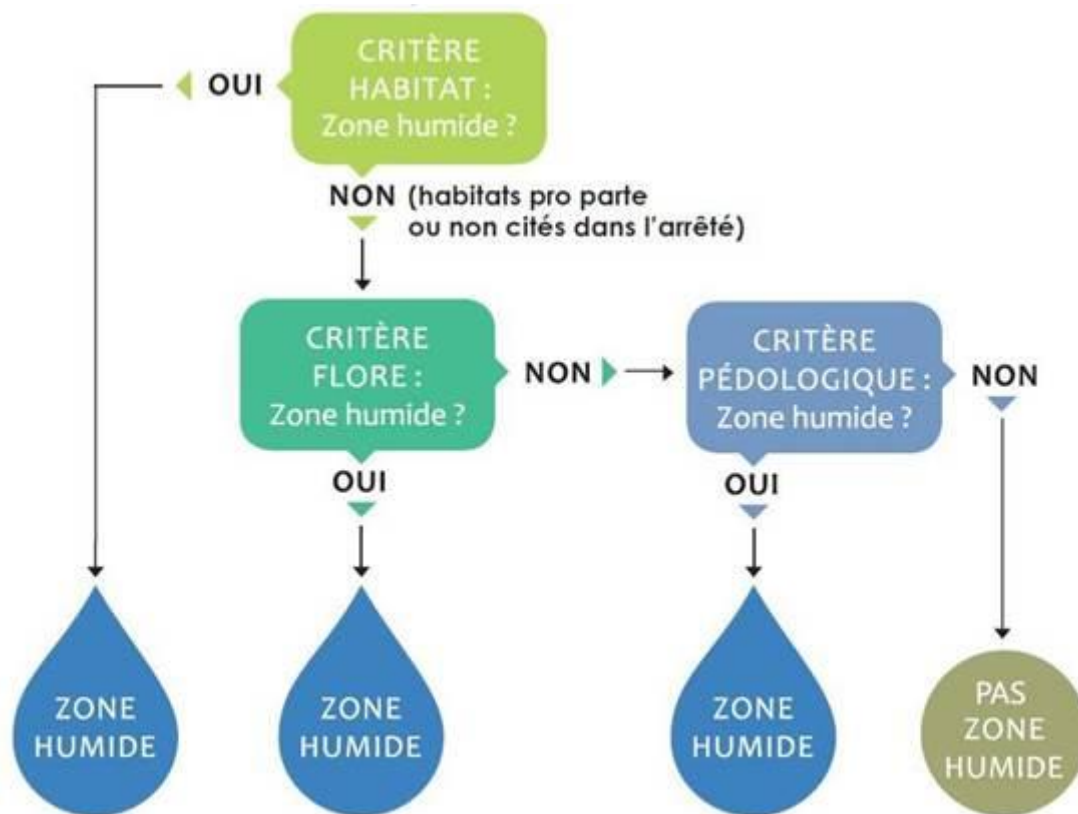 CRITÈRE
HABITAT :
Zone humide ?
OUI
NON (habitats pro parte
ou non cités dans l'arrêté)
CRITÈRE
FLORE :
Zone humide ?
NON
CRITÈRE
PÉDOLOGIQUE :
Zone humide ?
NON
OUI
OUI
ZONE
HUMIDE
ZONE
HUMIDE
ZONE
HUMIDE
PAS
ZONE
HUMIDE